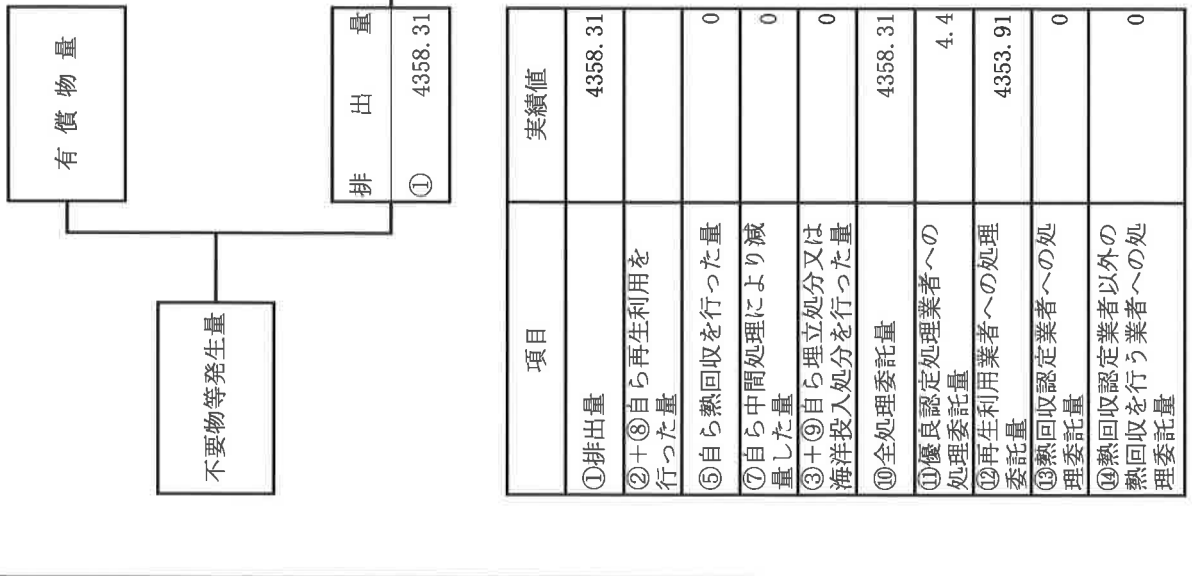 有償物量
不要物等発生量
排出量
① 4358.31
項目 実績値
①排出量 4358.31
②+⑧自ら再生利用を
行った量
⑤自ら熱回収を行った量 0
⑦自ら中間処理により減
量した量 0
③+⑨自ら埋立処分又は
海洋投入処分を行った量 0
⑩全処理委託量 4358.31
⑪優良認定処理業者への
処理委託量 4.4
⑫再生利用業者への処理
委託量 4353.91
⑬熱回収認定業者への処
理委託量 0
⑭熱回収認定業者以外の
熱回収を行う業者への処
理委託量 0